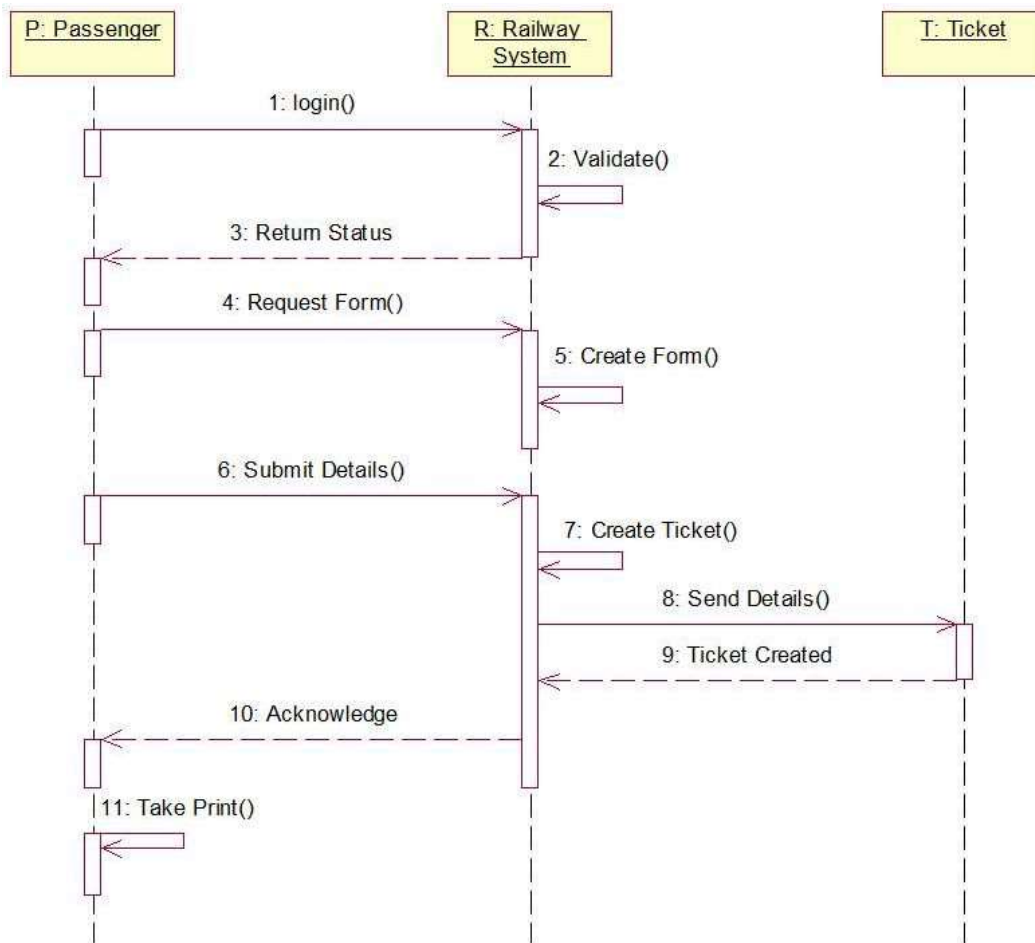 P: Passenger
R: Railway
System
T: Ticket
1: login()
2: Validate()
3: Return Status
4: Request Form()
5: Create Form()
6: Submit Details()
7: Create Ticket()
8: Send Details()
9: Ticket Created
10: Acknowledge
11: Take Print()